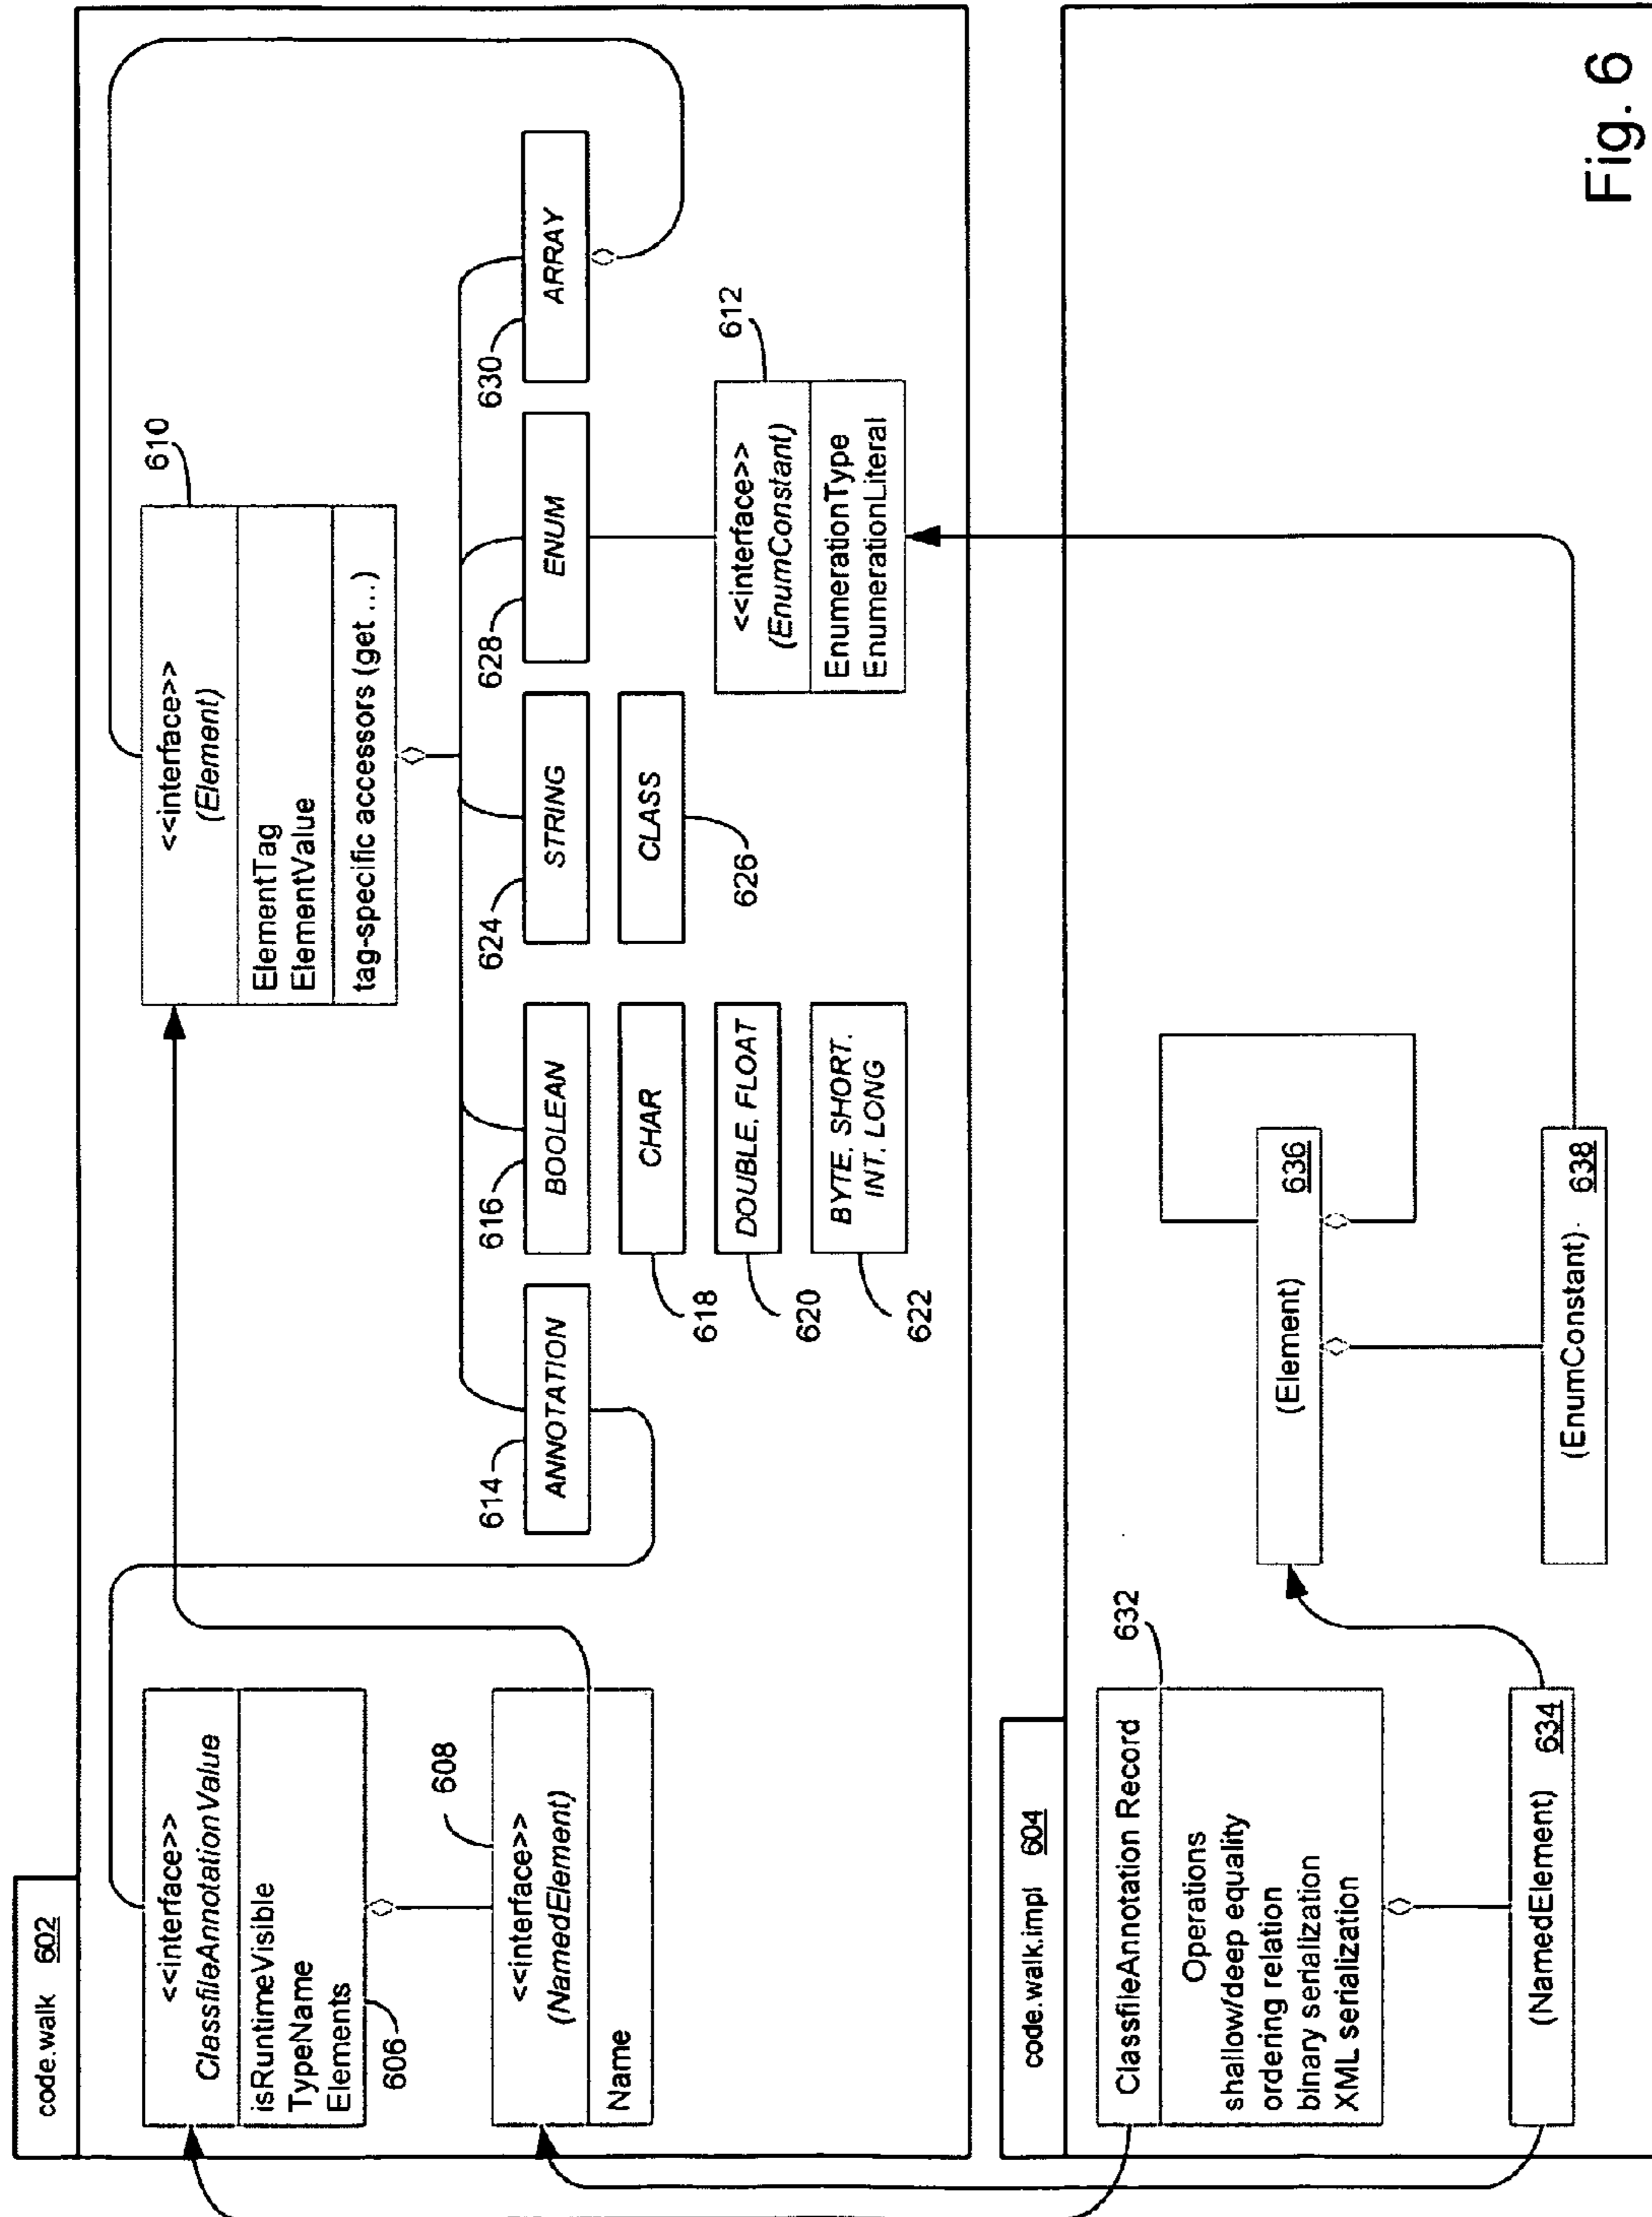 code.walk 602
<<interface>>
ClassfileAnnotationValue
isRuntimeVisible
TypeName
Elements
606
<<interface>>
(NamedElement)
Name
608
<<interface>>
(Element)
ElementTag
ElementValue
tag-specific accessors (get ...)
610
614
ANNOTATION
616
BOOLEAN
618
CHAR
620
DOUBLE, FLOAT
622
BYTE, SHORT.
INT, LONG
624
STRING
626
CLASS
628
ENUM
630
ARRAY
612
<<interface>>
(EnumConstant)
EnumerationType
EnumerationLiteral
code.walk.impl 604
632
ClassfileAnnotation Record
Operations
shallow/deep equality
ordering relation
binary serialization
XML serialization
(NamedElement) 634
(Element) 636
(EnumConstant). 638
Fig. 6